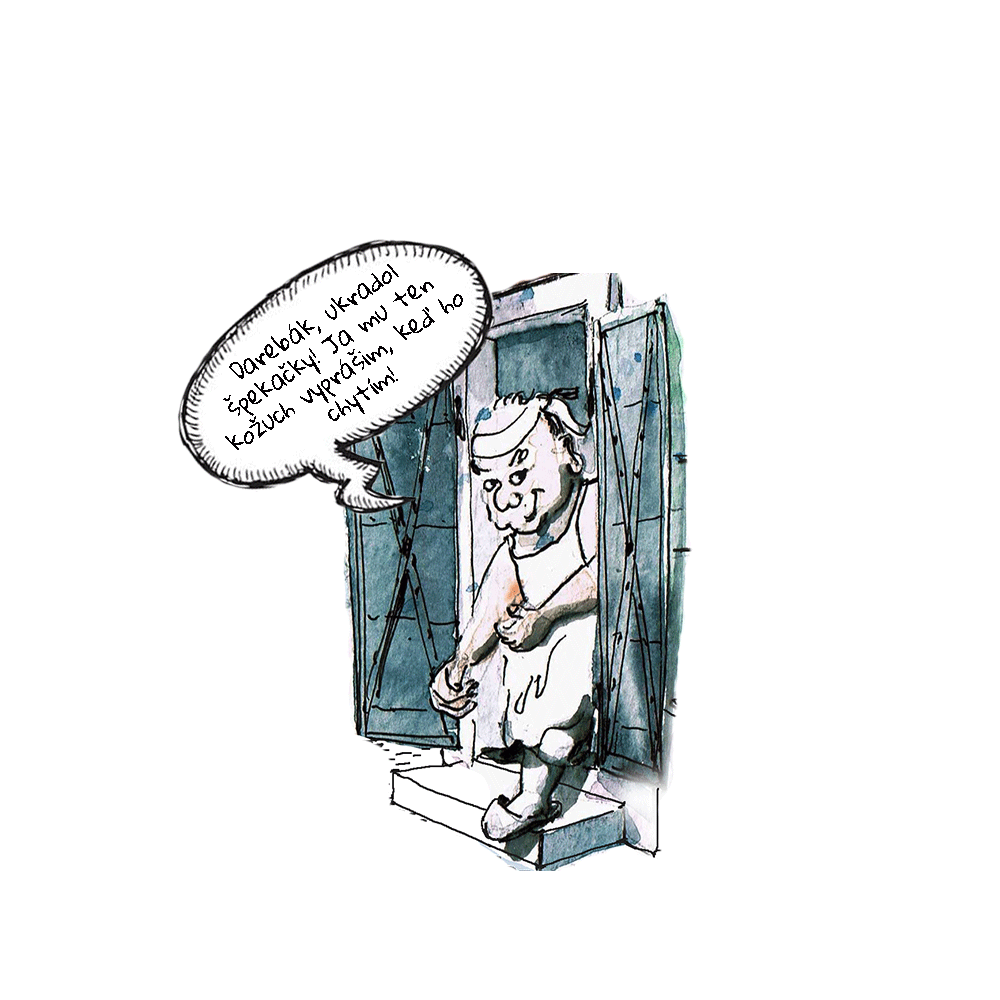 Darebák, ukradol
špekačky! Ja mu ten
kožuch vyprášim, keď ho
chytím!